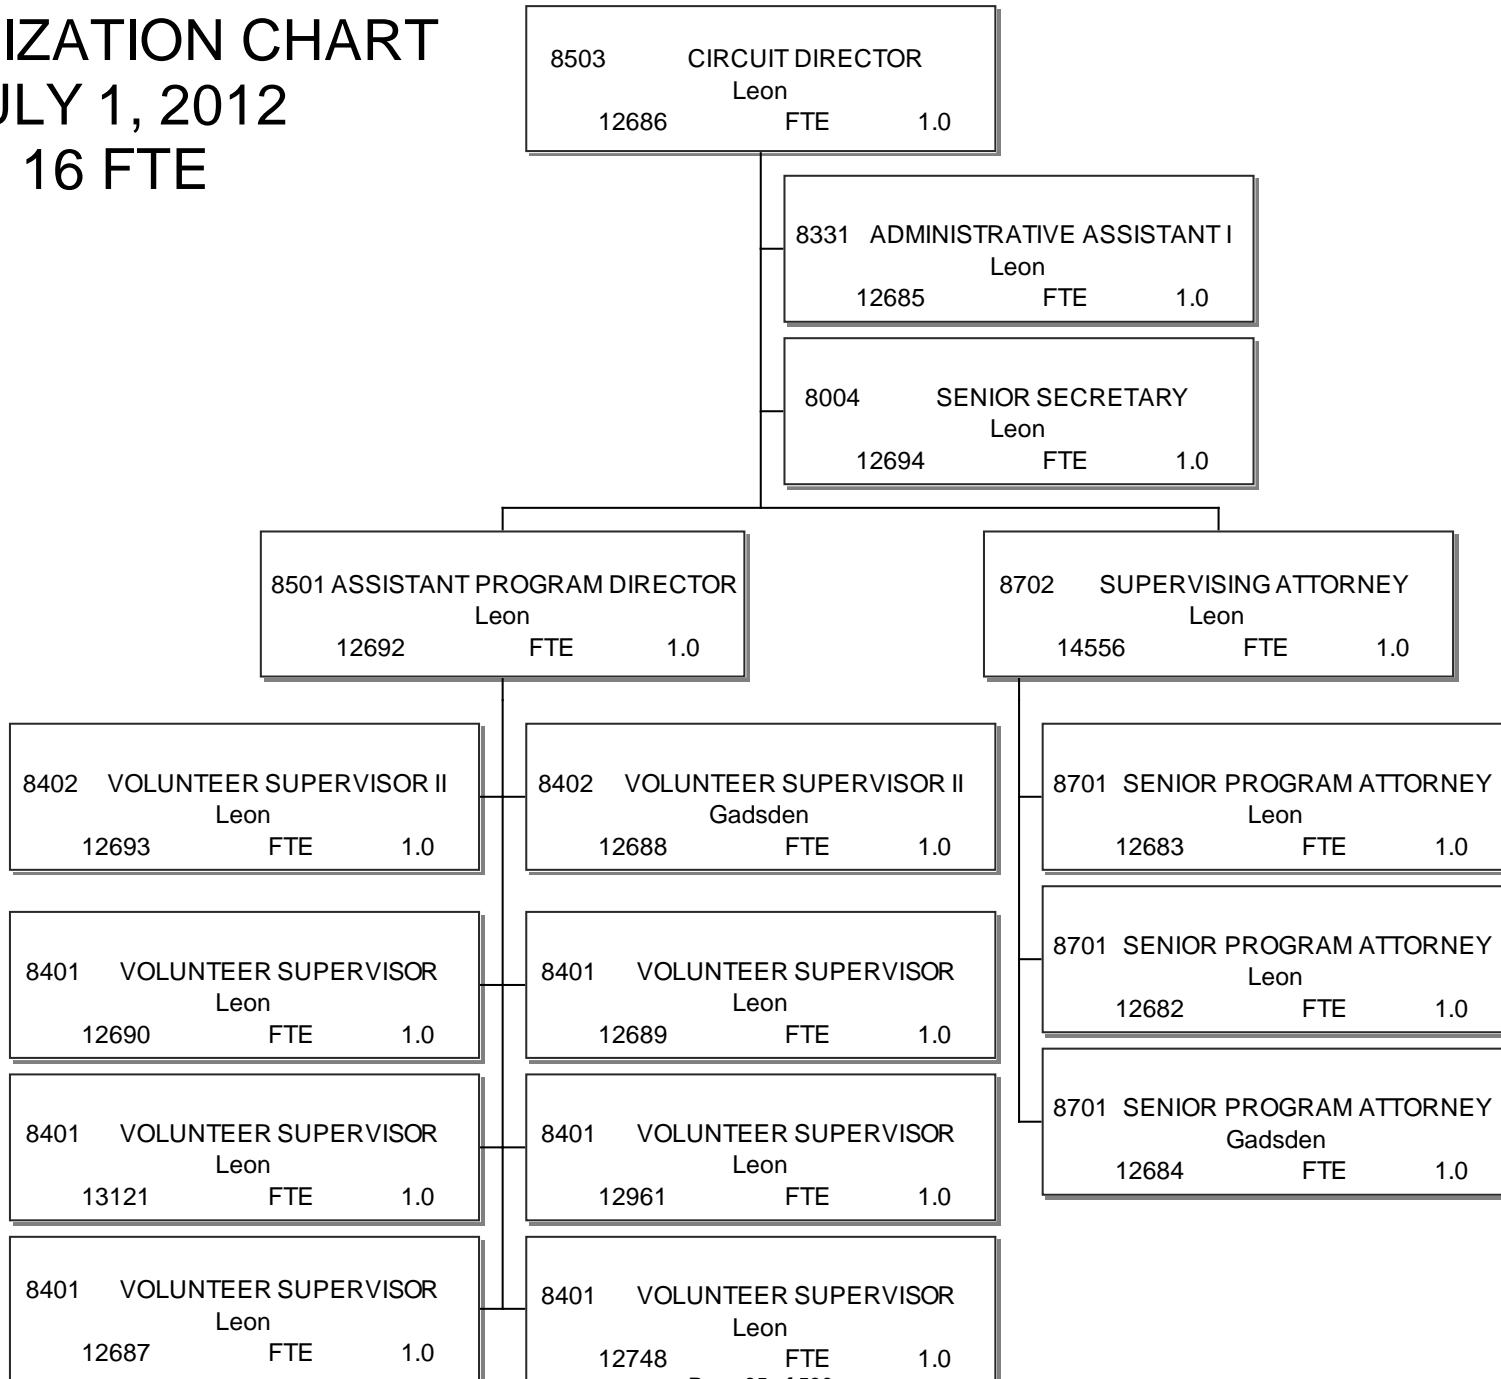 IZATION CHART
ULY 1, 2012
16 FTE
8503 CIRCUIT DIRECTOR
Leon
12686 FTE 1.0
8331 ADMINISTRATIVE ASSISTANT I
Leon
12685 FTE 1.0
8004 SENIOR SECRETARY
Leon
12694 FTE 1.0
8501 ASSISTANT PROGRAM DIRECTOR
Leon
12692 FTE 1.0
8702 SUPERVISING ATTORNEY
Leon
14556 FTE 1.0
8402 VOLUNTEER SUPERVISOR II
Leon
12693 FTE 1.0
8402 VOLUNTEER SUPERVISOR II
Gadsden
12688 FTE 1.0
8701 SENIOR PROGRAM ATTORNEY
Leon
12683 FTE 1.0
8401 VOLUNTEER SUPERVISOR
Leon
12690 FTE 1.0
8401 VOLUNTEER SUPERVISOR
Leon
12689 FTE 1.0
8701 SENIOR PROGRAM ATTORNEY
Leon
12682 FTE 1.0
8401 VOLUNTEER SUPERVISOR
Leon
13121 FTE 1.0
8401 VOLUNTEER SUPERVISOR
Leon
12961 FTE 1.0
8701 SENIOR PROGRAM ATTORNEY
Gadsden
12684 FTE 1.0
8401 VOLUNTEER SUPERVISOR
Leon
12687 FTE 1.0
8401 VOLUNTEER SUPERVISOR
Leon
12748 FTE 1.0